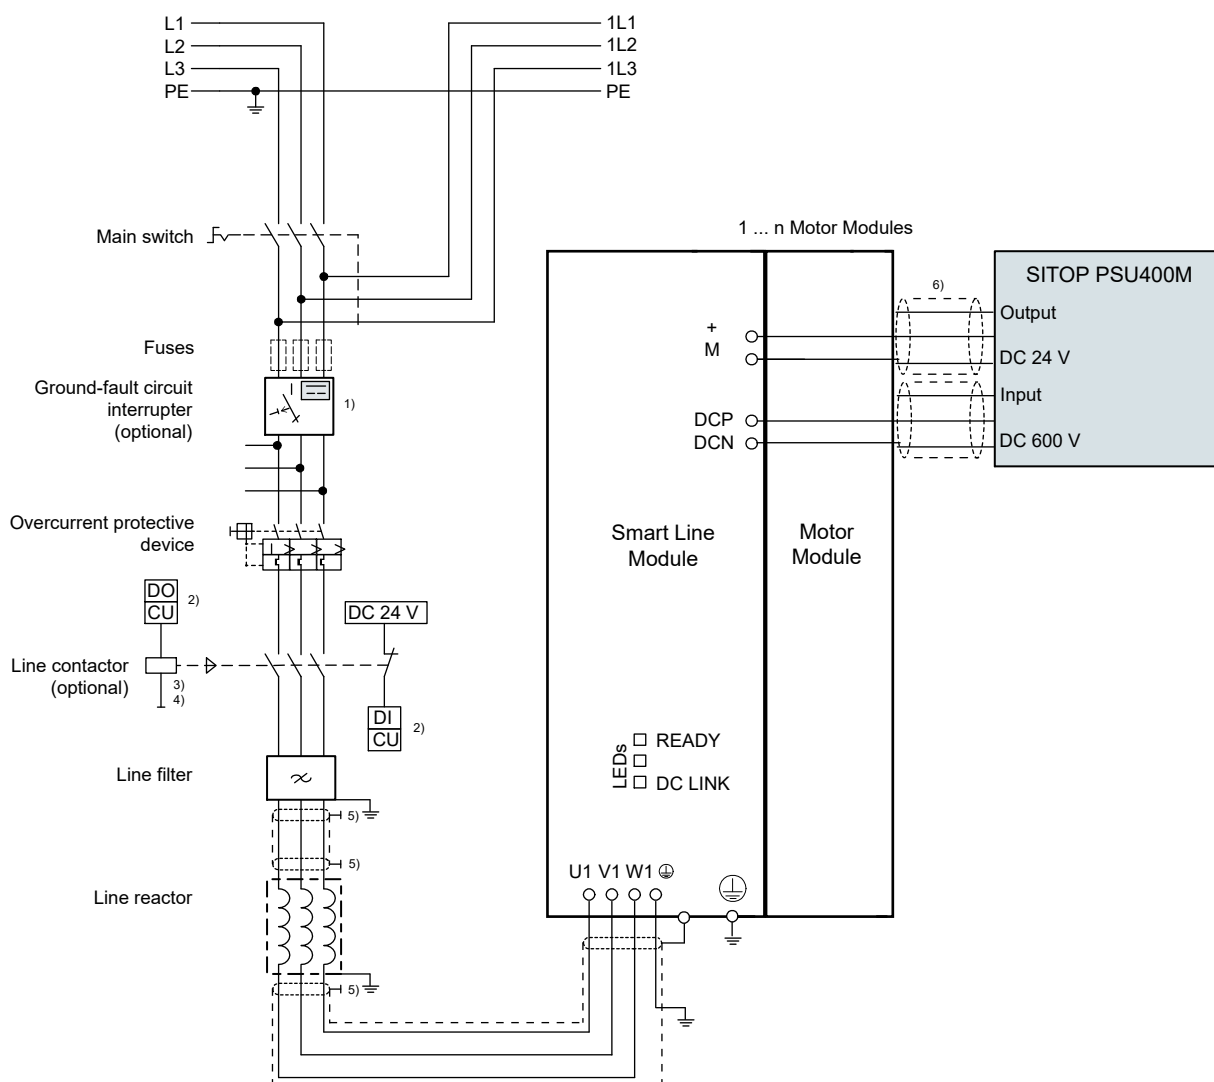 L1
L2
L3
PE
1L1
1L2
1L3
PE
Main switch
1 ... n Motor Modules
SITOP PSU400M
6)
Output
+
M
DC 24 V
Input
DCP
DCN
DC 600 V
Fuses
Ground-fault circuit
interrupter
(optional)
1)
Overcurrent protective
device
Smart Line
Module
Motor
Module
DO
CU
2)
DC 24 V
Line contactor
(optional)
3)
4)
DI
CU
2)
LEDs
READY
DC LINK
Line filter
5)
5)
Line reactor
U1 V1 W1
5)